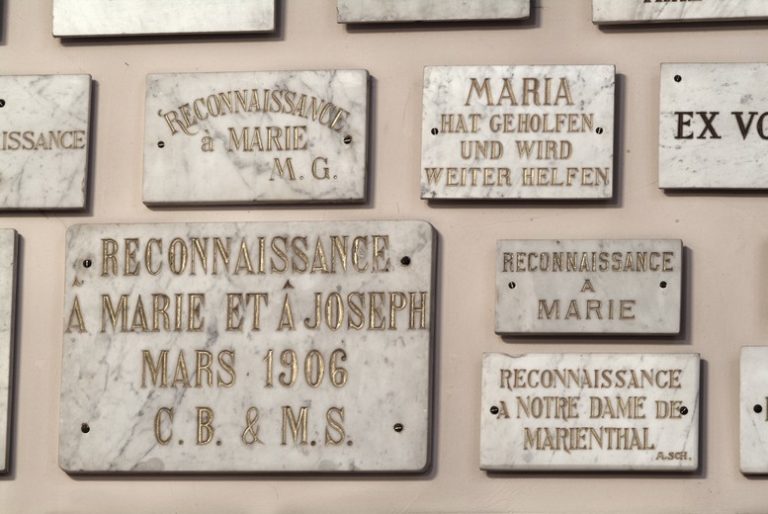 ISSANCE
RECONNAISSANCE
à MARIE
M. G.
MARIA
HAT GEHOLFEN
UND WIRD
WEITER HELFEN
EX VO
RECONNAISSANCE
Â MARIE ET Â JOSEPH
MARS 1906
C. B. & M. S.
RECONNAISSANCE
A
MARIE
RECONNAISSANCE
A NOTRE DAME DE
MARIENTHAL
A. SCH.